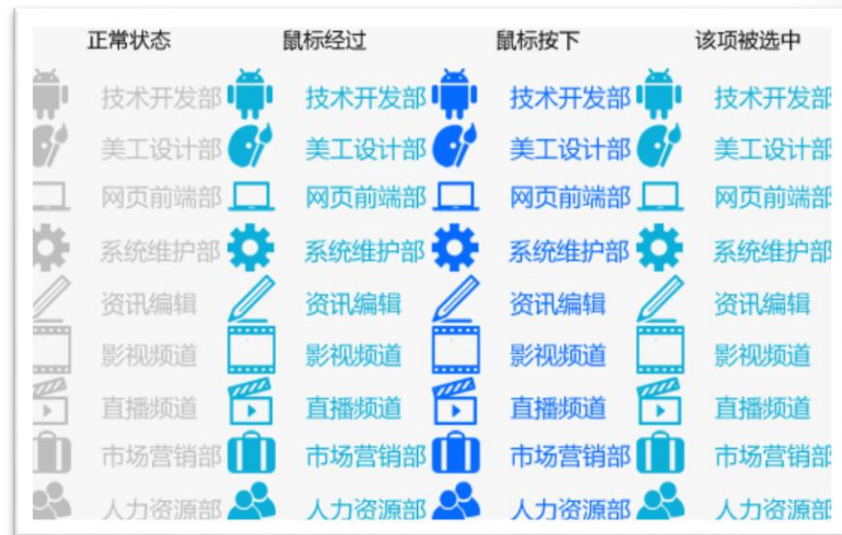 正常状态 鼠标经过 鼠标按下 该项被选中
技术开发部 技术开发部 技术开发部 技术开发部
美工设计部 美工设计部 美工设计部 美工设计部
网页前端部 网页前端部 网页前端部 网页前端部
系统维护部 系统维护部 系统维护部 系统维护部
资讯编辑 资讯编辑 资讯编辑 资讯编辑
影视频道 影视频道 影视频道 影视频道
直播频道 直播频道 直播频道 直播频道
市场营销部 市场营销部 市场营销部 市场营销部
人力资源部 人力资源部 人力资源部 人力资源部